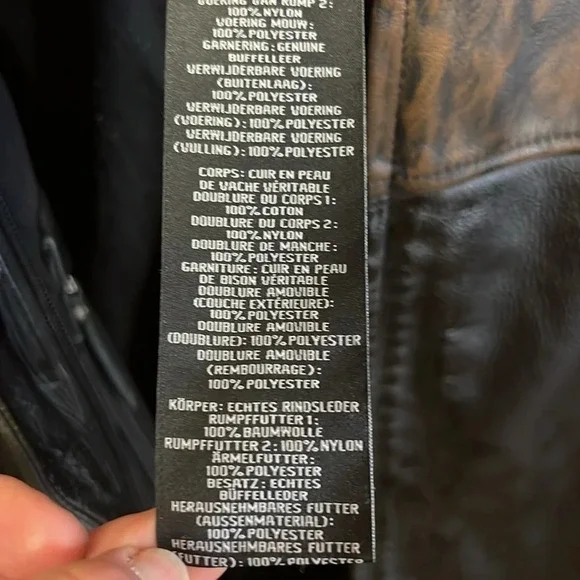 VOERING VAN ROMP 2:
100% NYLON
VOERING MOUW:
100% POLYESTER
GARNERING: GENUINE
BUFFELLEER
VERWIJDERBARE VOERING
(BUITENLAAG):
100% POLYESTER
VERWIJDERBARE VOERING
(VOERING): 100% POLYESTER
VERWIJDERBARE VOERING
(VULLING): 100% POLYESTER
CORPS: CUIR EN PEAU
DE VACHE VÉRITABLE
DOUBLURE DU CORPS 1:
100% COTON
DOUBLURE DU CORPS 2:
100% NYLON
DOUBLURE DE MANCHE:
100% POLYESTER
GARNITURE: CUIR EN PEAU
DE BISON VÉRITABLE
DOUBLURE AMOVIBLE
(COUCHE EXTÉRIEURE):
100% POLYESTER
DOUBLURE AMOVIBLE
(DOUBLURE): 100% POLYESTER
DOUBLURE AMOVIBLE
(REMBOURRAGE):
100% POLYESTER
KÖRPER: ECHTES RINDSLEDER
RUMPFFUTTER 1:
100% BAUMWOLLE
RUMPFFUTTER 2: 100% NYLON
ÄRMELFUTTER:
100% POLYESTER
BESATZ: ECHTES
BÜFFELLEDER
HERAUSNEHMBARES FUTTER
(AUSSENMATERIAL):
100% POLYESTER
HERAUSNEHMBARES FUTTER
(FUTTER): 100% POLYESTER